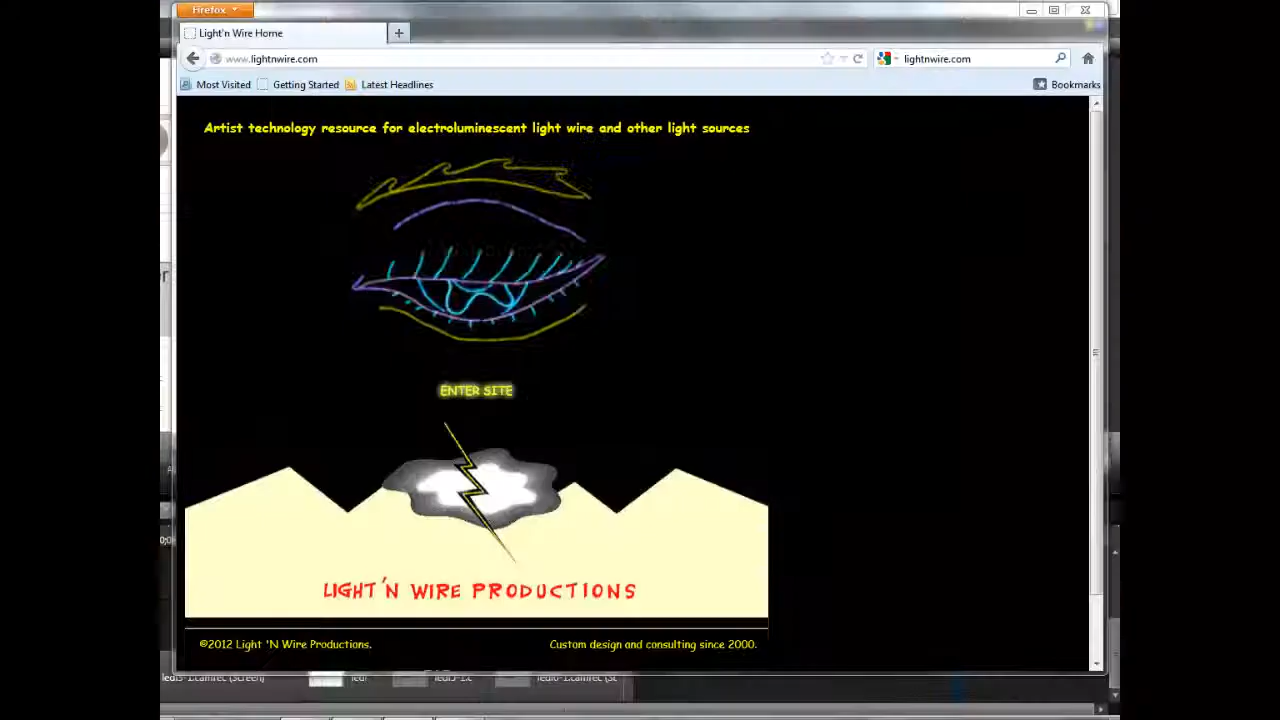 Firefox
Light'n Wire Home
www.lightnwire.com
lightnwire.com
Most Visited
Getting Started
Latest Headlines
Bookmarks
Artist technology resource for electroluminescent light wire and other light sources
ENTER SITE
LIGHT'N WIRE PRODUCTIONS
©2012 Light 'N Wire Productions.
Custom design and consulting since 2000.